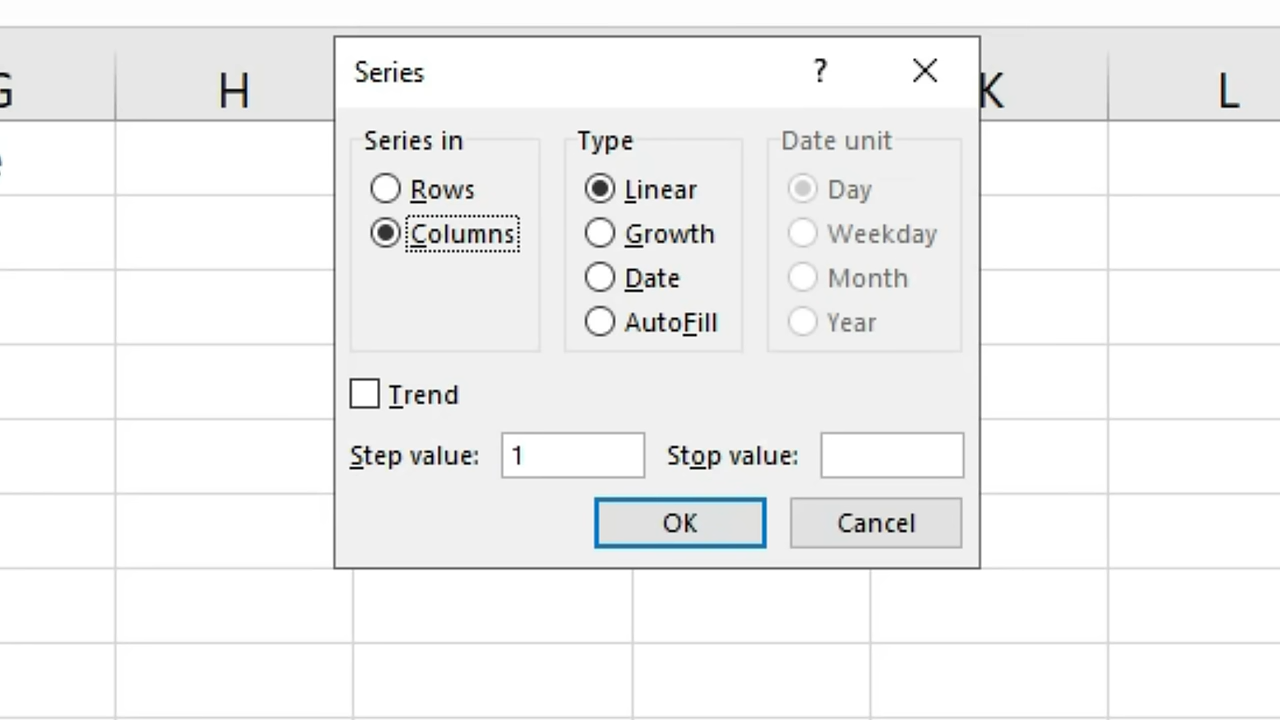 G H K L
Series ?
Series in Type Date unit
Rows Linear Day
Columns Growth Weekday
Date Month
AutoFill Year
Trend
Step value: 1 Stop value:
OK Cancel